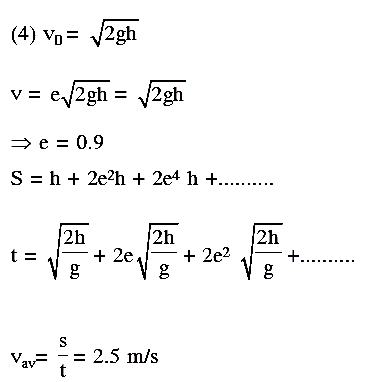 (4) v₀ = √2gh
v = e√2gh = √2gh
⇒ e = 0.9
S = h + 2e²h + 2e⁴ h +..........
t = √(2h/g) + 2e√(2h/g) + 2e² √(2h/g) +..........
vₐᵥ= s/t = 2.5 m/s